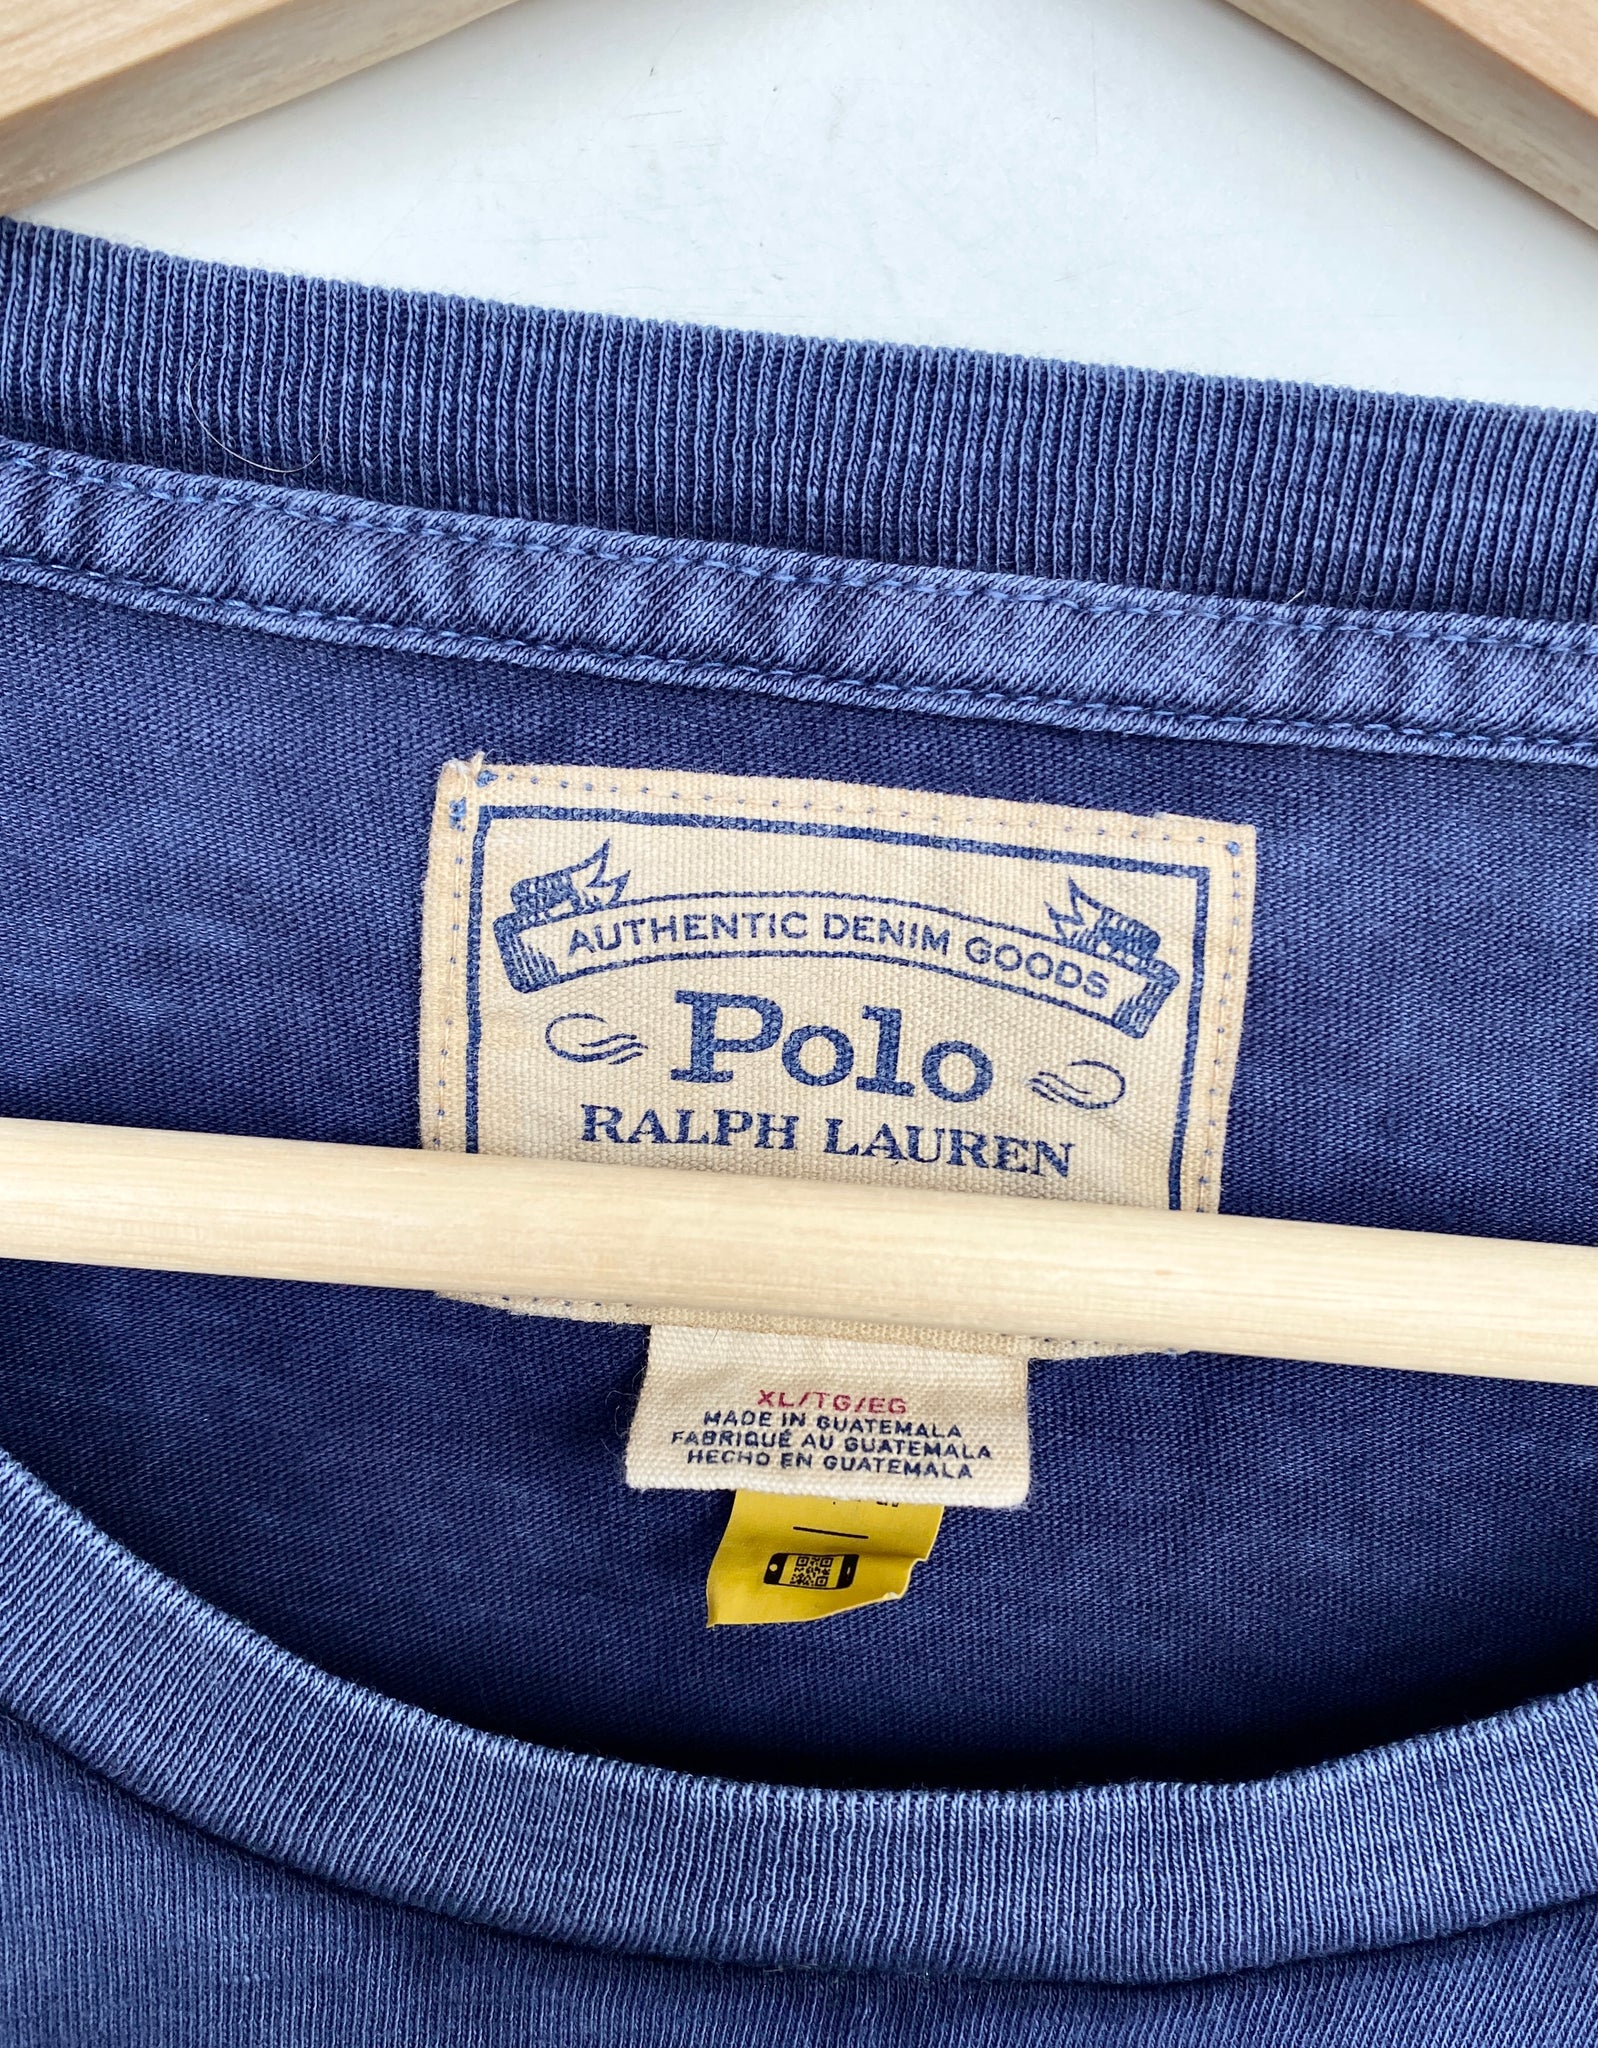 AUTHENTIC DENIM GOODS
Polo
RALPH LAUREN
XL/TG/EG
MADE IN GUATEMALA
FABRIQUÉ AU GUATEMALA
HECHO EN GUATEMALA